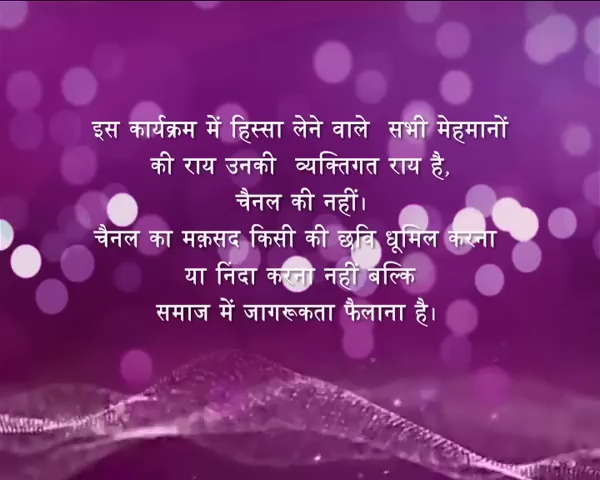 इस कार्यक्रम में हिस्सा लेने वाले सभी मेहमानों
की राय उनकी व्यक्तिगत राय है,
चैनल की नहीं।
चैनल का मक़सद किसी की छवि धूमिल करना
या निंदा करना नहीं बल्कि
समाज में जागरूकता फैलाना है।